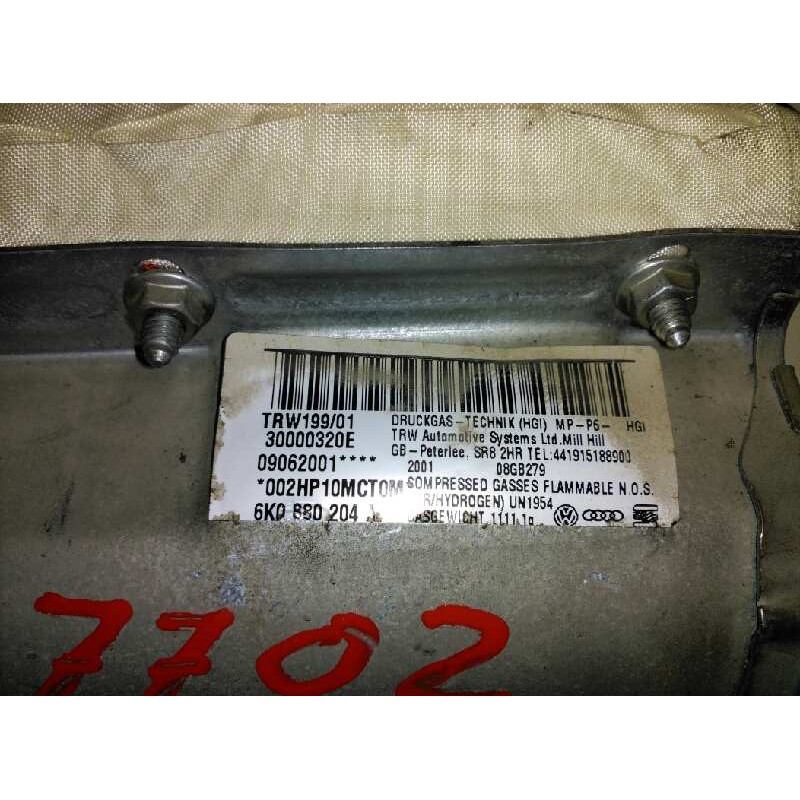 TRW199/01
30000320E
09062001****
*002HP10MCT0M
6K0 880 204
DRUCKGAS-TECHNIK (HGI) MP-P6- HGI
TRW Automotive Systems Ltd. Mill Hill
GB-Peterlee, SR8 2HR TEL:441915188900
2001 08GB279
COMPRESSED GASSES FLAMMABLE N.O.S.
R/HYDROGEN) UN1954
GASGEWICHT 1111.1g
7702